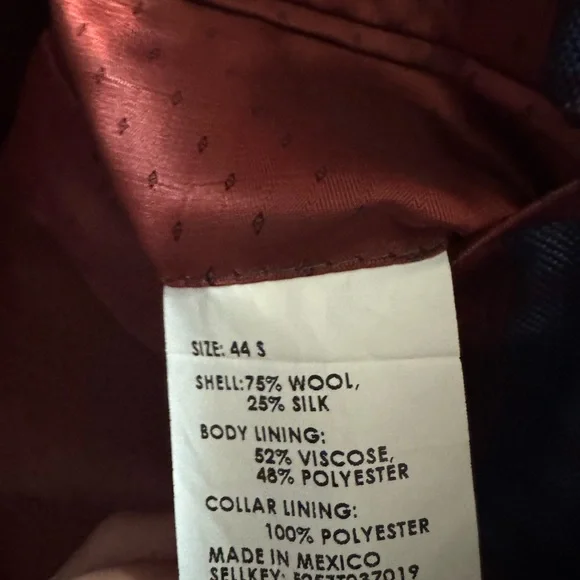 SIZE: 44 S
SHELL:75% WOOL,
25% SILK
BODY LINING:
52% VISCOSE,
48% POLYESTER
COLLAR LINING:
100% POLYESTER
MADE IN MEXICO
SELLKEY: